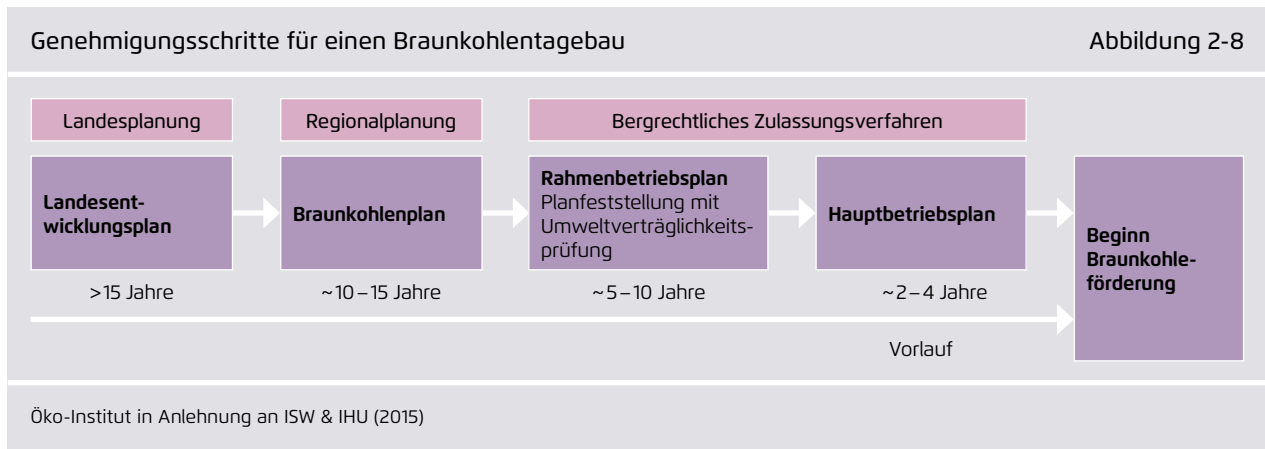 Genehmigungsschritte für einen Braunkohlentagebau
Abbildung 2-8
Landesplanung
Regionalplanung
Bergrechtliches Zulassungsverfahren
Landesent-
wicklungsplan
Braunkohlenplan
Rahmenbetriebsplan
Planfeststellung mit
Umweltverträglichkeits-
prüfung
Hauptbetriebsplan
Beginn
Braunkohle-
förderung
>15 Jahre
~10–15 Jahre
~5–10 Jahre
~2–4 Jahre
Vorlauf
Öko-Institut in Anlehnung an ISW & IHU (2015)